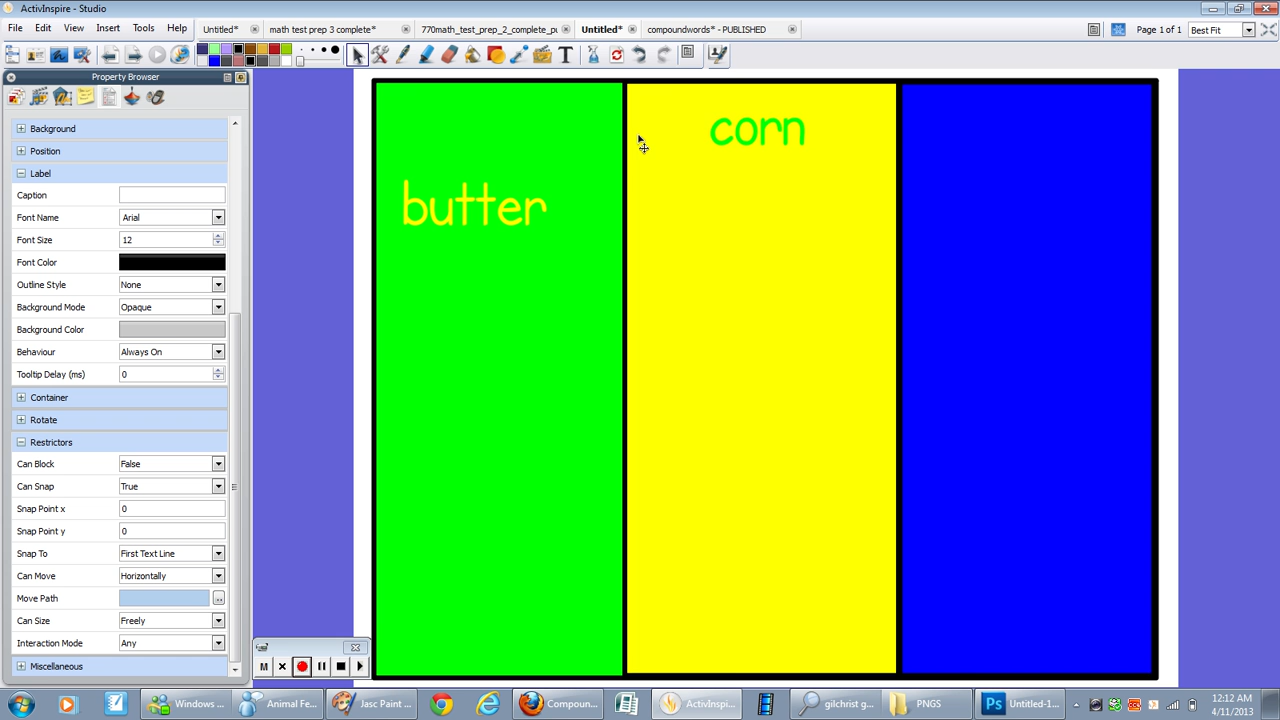 ActivInspire - Studio
File Edit View Insert Tools Help
Untitled* math test prep 3 complete* 770math_test_prep_2_complete_pu Untitled* compoundwords* - PUBLISHED
Page 1 of 1 Best Fit
Property Browser
Background
Position
Label
Caption
Font Name Arial
Font Size 12
Font Color
Outline Style None
Background Mode Opaque
Background Color
Behaviour Always On
Tooltip Delay (ms) 0
Container
Rotate
Restrictors
Can Block False
Can Snap True
Snap Point x 0
Snap Point y 0
Snap To First Text Line
Can Move Horizontally
Move Path
Can Size Freely
Interaction Mode Any
Miscellaneous
corn
butter
M
Windows ... Animal Fe... Jasc Paint ... Compoun... ActivInspi... gilchrist g... PNGS Untitled-1...
12:12 AM
4/11/2013